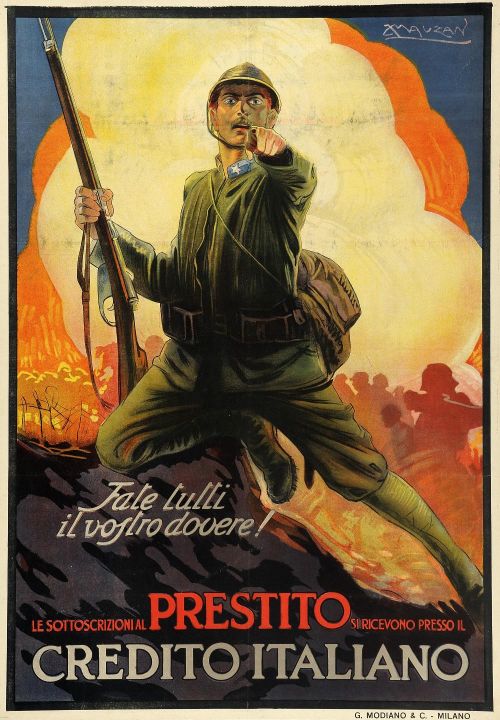 A MAUZAN
Fate tutti
il vostro dovere!
LE SOTTOSCRIZIONI AL PRESTITO SI RICEVONO PRESSO IL
CREDITO ITALIANO
G. MODIANO & C. - MILANO